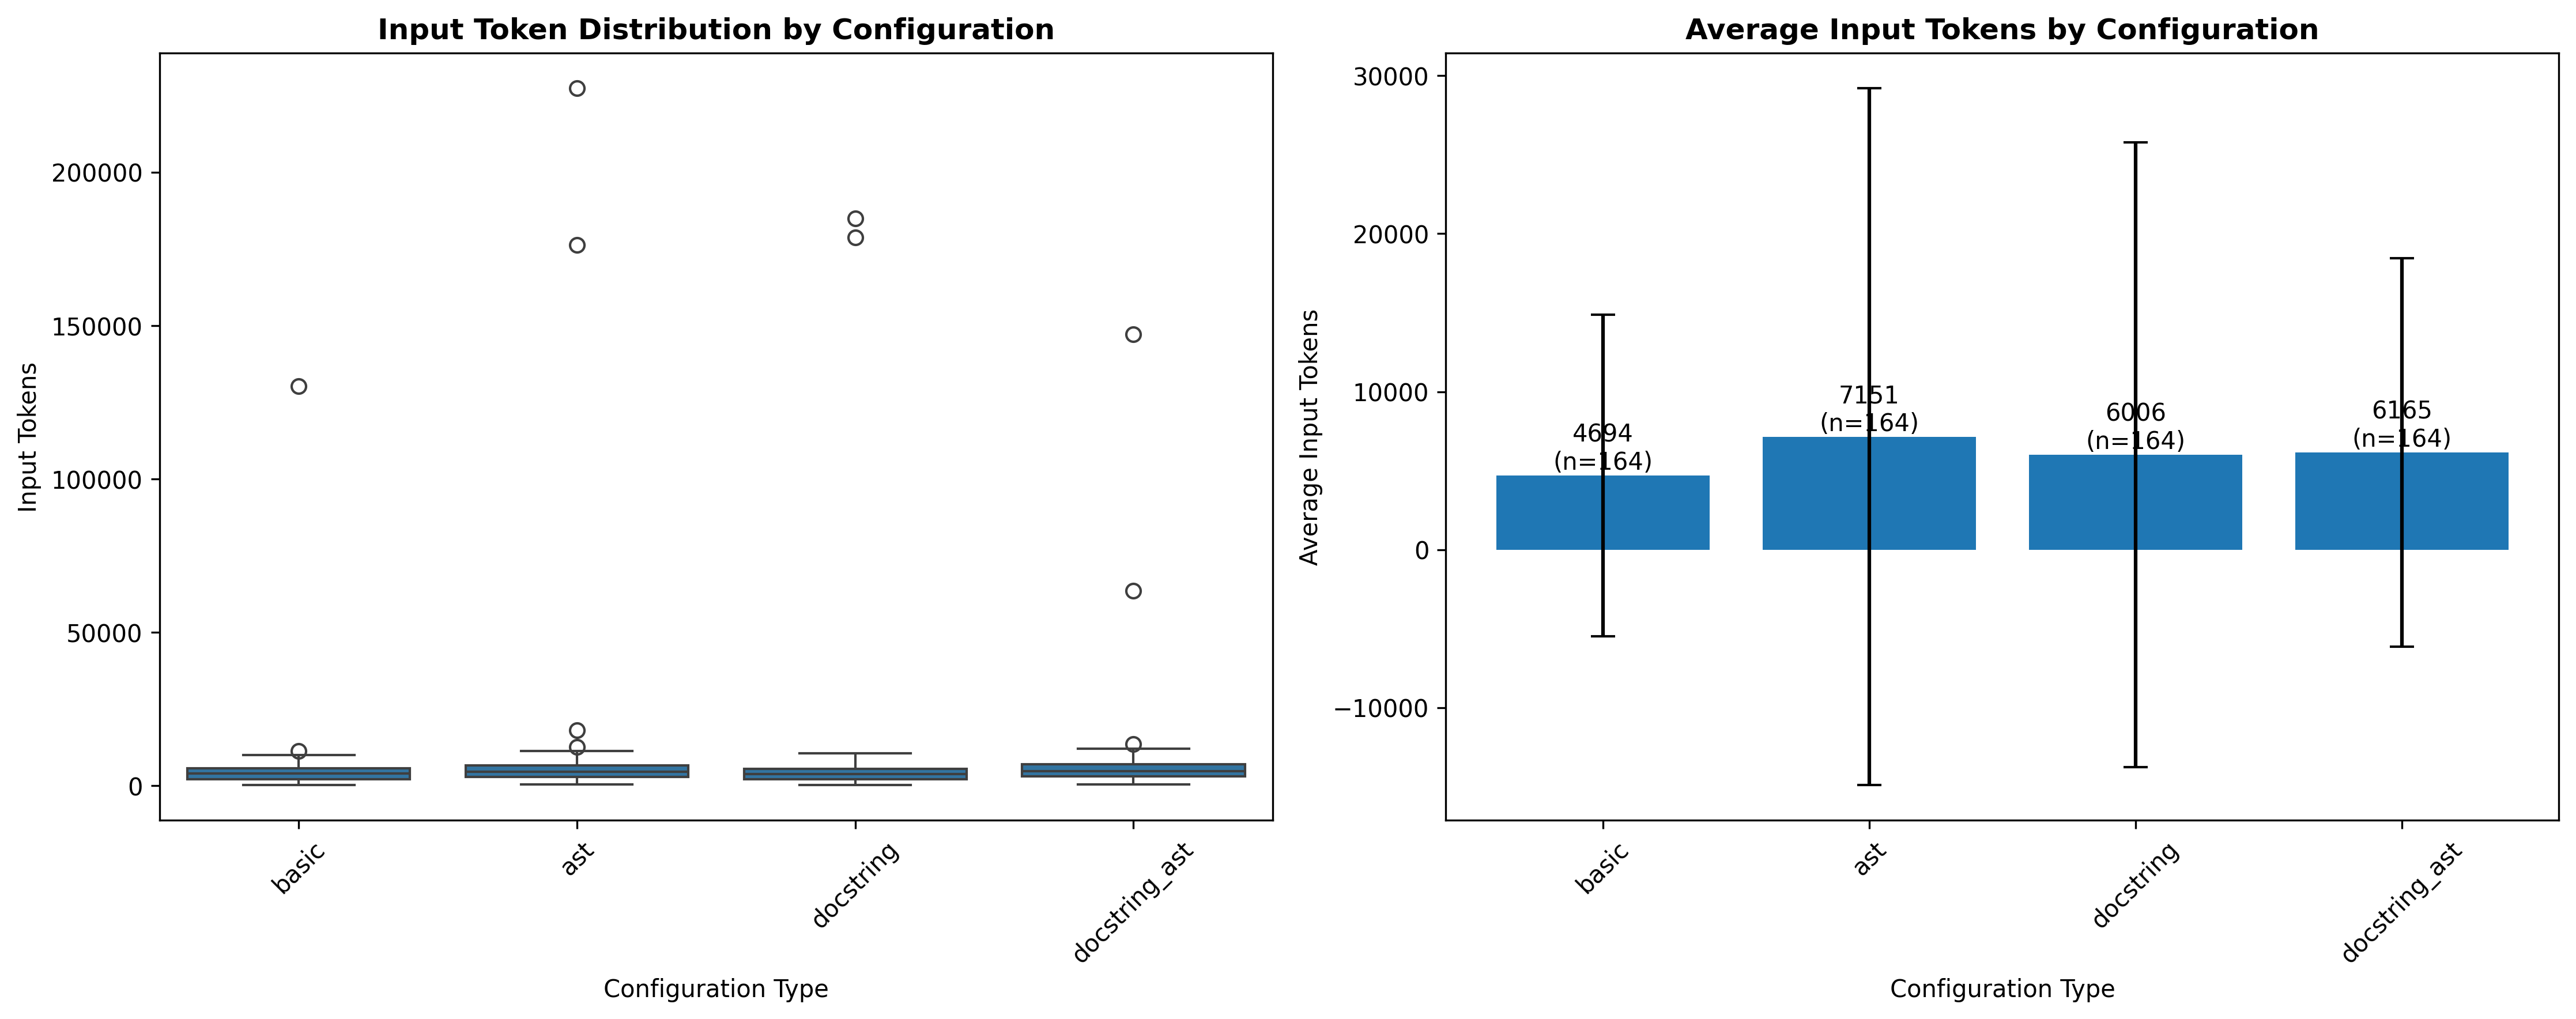 Input Token Distribution by Configuration
Input Tokens
200000
150000
100000
50000
0
basic
ast
docstring
docstring_ast
Configuration Type
Average Input Tokens by Configuration
Average Input Tokens
30000
20000
10000
0
−10000
4694
(n=164)
7151
(n=164)
6006
(n=164)
6165
(n=164)
basic
ast
docstring
docstring_ast
Configuration Type